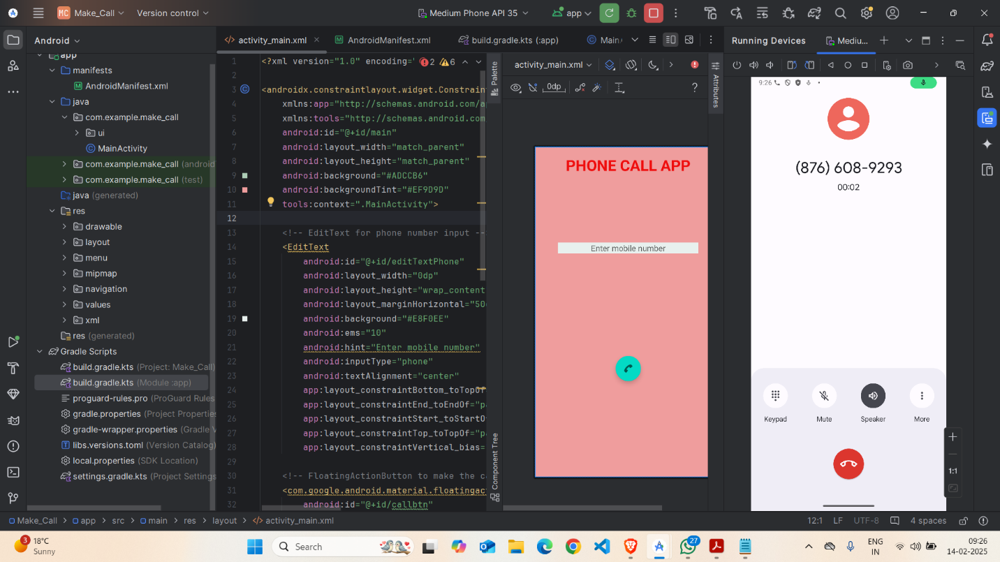 MC Make_Call
Version control
Medium Phone API 35
app
Android
activity_main.xml
AndroidManifest.xml
build.gradle.kts (:app)
Main.
Running Devices
Mediu...
app
manifests
AndroidManifest.xml
java
com.example.make_call
ui
MainActivity
com.example.make_call (android
com.example.make_call (test)
java (generated)
res
drawable
layout
menu
mipmap
navigation
values
xml
res (generated)
Gradle Scripts
build.gradle.kts (Project: Make_Call)
build.gradle.kts (Module :app)
proguard-rules.pro (ProGuard Rules
gradle.properties (Project Properties
gradle-wrapper.properties (Gradle V
libs.versions.toml (Version Catalog)
local.properties (SDK Location)
settings.gradle.kts (Project Settings
1 <?xml version="1.0" encoding="
2 6
2
3 <androidx.constraintlayout.widget.Constrain
4 xmlns:app="http://schemas.android.com/a
5 xmlns:tools="http://schemas.android.com
6 android:id="@+id/main"
7 android:layout_width="match_parent"
8 android:layout_height="match_parent"
9 android:background="#ADCCB6"
10 android:backgroundTint="#EF9D9D"
11 tools:context=".MainActivity">
12
13 <!-- EditText for phone number input --
14 <EditText
15 android:id="@+id/editTextPhone"
16 android:layout_width="0dp"
17 android:layout_height="wrap_content
18 android:layout_marginHorizontal="50
19 android:background="#E8F0EE"
20 android:ems="10"
21 android:hint="Enter mobile number"
22 android:inputType="phone"
23 android:textAlignment="center"
24 app:layout_constraintBottom_toTopOf
25 app:layout_constraintEnd_toEndOf="p
26 app:layout_constraintStart_toStartO
27 app:layout_constraintTop_toTopOf="p
28 app:layout_constraintVertical_bias=
29
30 <!-- FloatingActionButton to make the c
31 <com.google.android.material.floatingac
32 android:id="@+id/callbtn"
Palette
Component Tree
activity_main.xml
0dp
Attributes
PHONE CALL APP
Enter mobile number
9:26
(876) 608-9293
00:02
Keypad
Mute
Speaker
More
1:1
Make_Call > app > src > main > res > layout > activity_main.xml
12:1 LF UTF-8 4 spaces
3
18°C
Sunny
Search
27
ENG
IN
09:26
14-02-2025